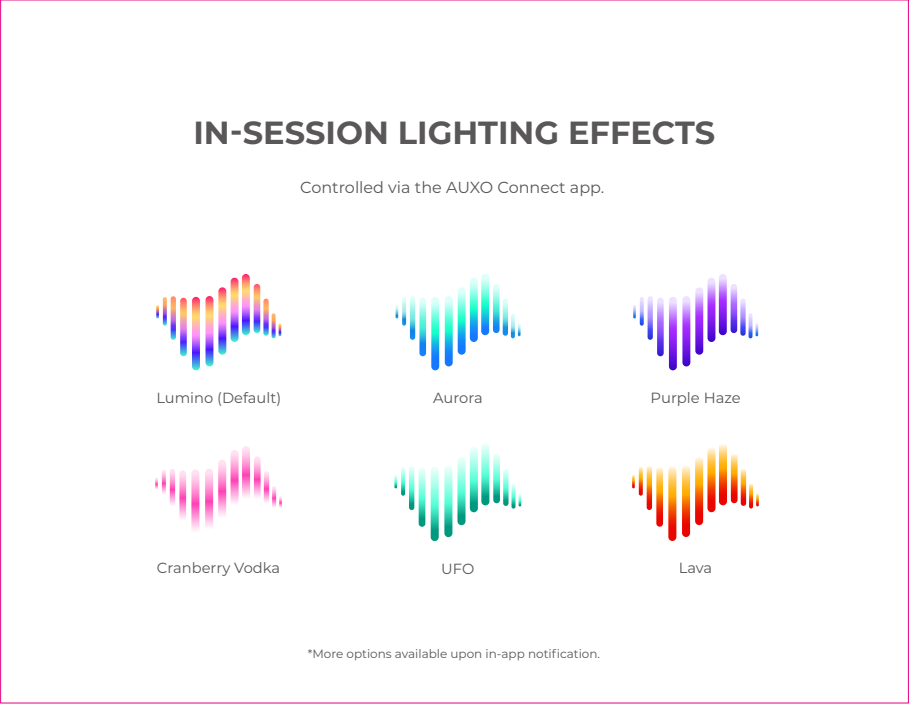 IN-SESSION LIGHTING EFFECTS
Controlled via the AUXO Connect app.
Lumino (Default)
Aurora
Purple Haze
Cranberry Vodka
UFO
Lava
*More options available upon in-app notification.